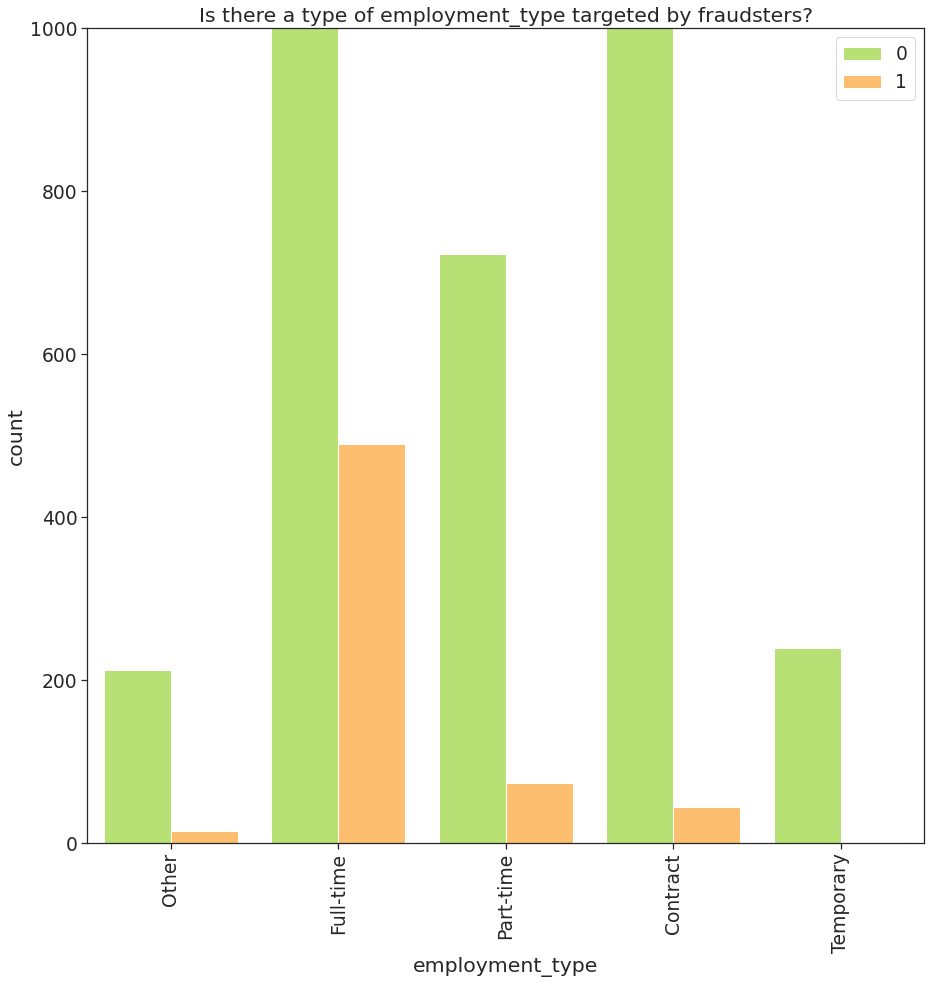 Is there a type of employment_type targeted by fraudsters?
1000
800
600
400
200
0
count
0
1
Other
Full-time
Part-time
Contract
Temporary
employment_type